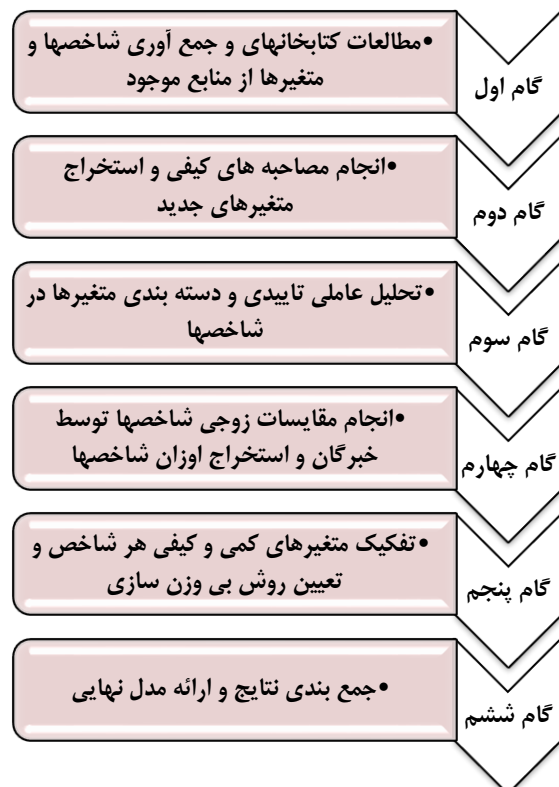 گام اول
•مطالعات کتابخانهای و جمع آوری شاخصها و
متغیرها از منابع موجود
گام دوم
•انجام مصاحبه های کیفی و استخراج
متغیرهای جدید
گام سوم
•تحلیل عاملی تاییدی و دسته بندی متغیرها در
شاخصها
گام چهارم
•انجام مقایسات زوجی شاخصها توسط
خبرگان و استخراج اوزان شاخصها
گام پنجم
•تفکیک متغیرهای کمی و کیفی هر شاخص و
تعیین روش بی وزن سازی
گام ششم
•جمع بندی نتایج و ارائه مدل نهایی